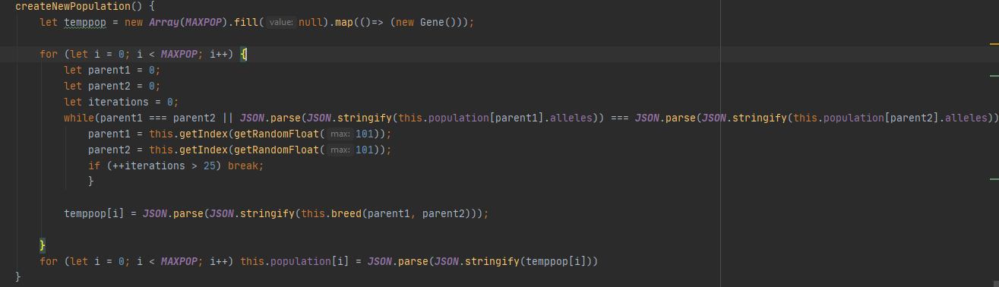 createNewPopulation() {
let temppop = new Array(MAXPOP).fill( value: null).map(()=> (new Gene()));
for (let i = 0; i < MAXPOP; i++) {
let parent1 = 0;
let parent2 = 0;
let iterations = 0;
while(parent1 === parent2 || JSON.parse(JSON.stringify(this.population[parent1].alleles)) === JSON.parse(JSON.stringify(this.population[parent2].alleles))
parent1 = this.getIndex(getRandomFloat( max: 101));
parent2 = this.getIndex(getRandomFloat( max: 101));
if (++iterations > 25) break;
}
temppop[i] = JSON.parse(JSON.stringify(this.breed(parent1, parent2)));
}
for (let i = 0; i < MAXPOP; i++) this.population[i] = JSON.parse(JSON.stringify(temppop[i]))
}